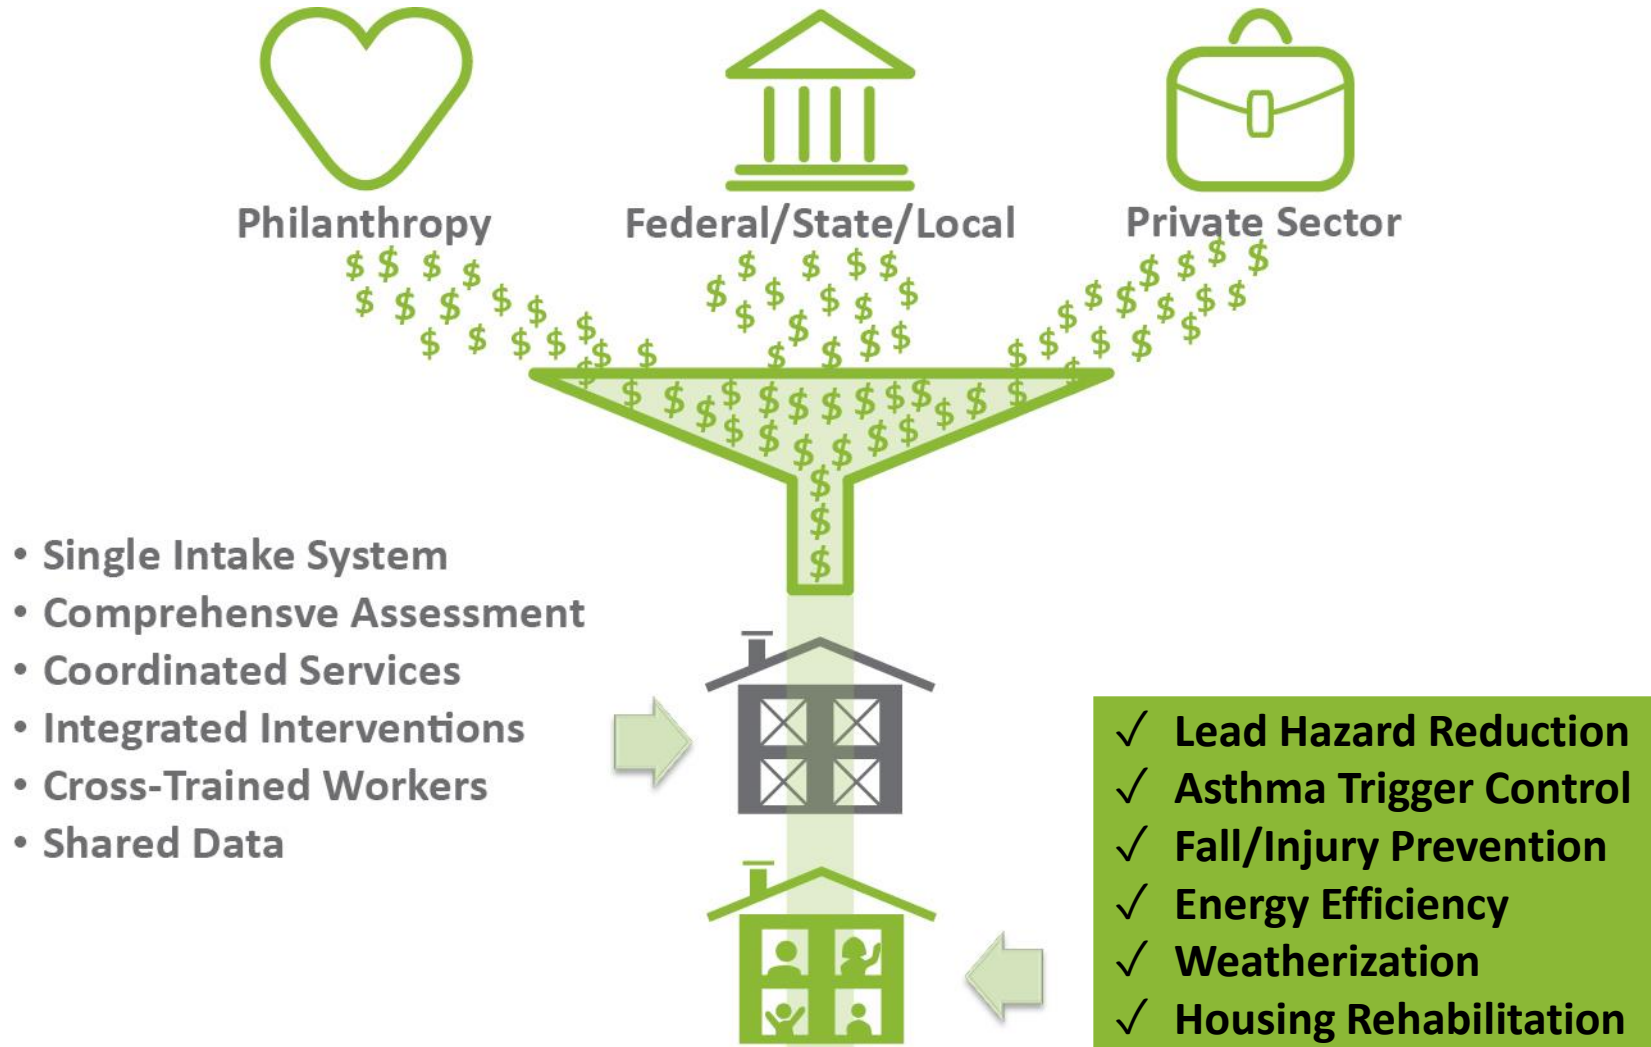 Philanthropy
Federal/State/Local
Private Sector
• Single Intake System
• Comprehensve Assessment
• Coordinated Services
• Integrated Interventions
• Cross-Trained Workers
• Shared Data
✓ Lead Hazard Reduction
✓ Asthma Trigger Control
✓ Fall/Injury Prevention
✓ Energy Efficiency
✓ Weatherization
✓ Housing Rehabilitation